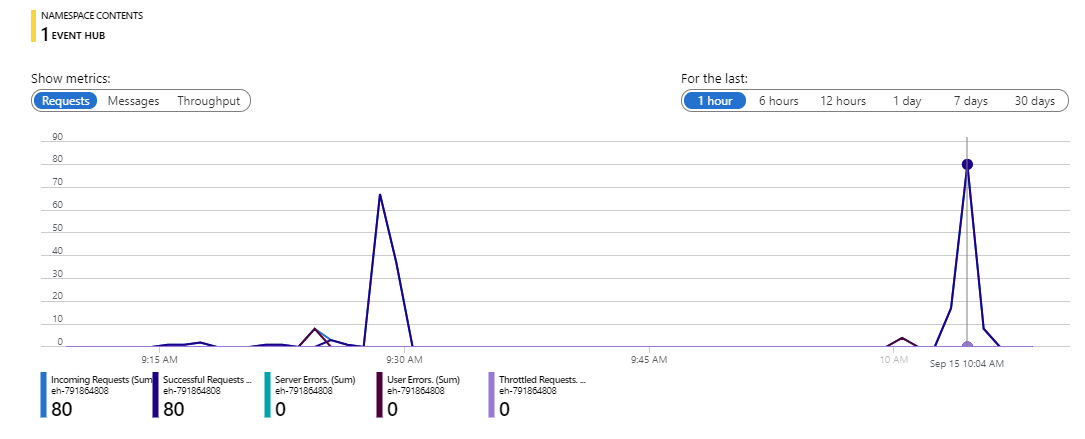 NAMESPACE CONTENTS
1 EVENT HUB
Show metrics:
For the last:
Requests Messages Throughput
1 hour 6 hours 12 hours 1 day 7 days 30 days
90
80
70
60
50
40
30
20
10
0
9:15 AM 9:30 AM 9:45 AM 10 AM Sep 15 10:04 AM
Incoming Requests (Sum)
eh-791864808
80
Successful Requests ...
eh-791864808
80
Server Errors. (Sum)
eh-791864808
0
User Errors. (Sum)
eh-791864808
0
Throttled Requests. ...
eh-791864808
0